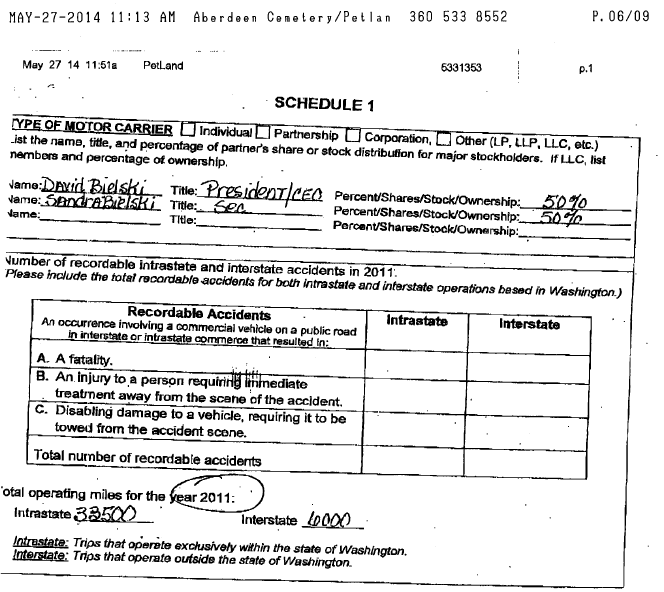 MAY-27-2014 11:13 AM Aberdeen Cemetery/Petlan 360 533 8552 P.06/09
May 27 14 11:51a PetLand 5331353 p.1
SCHEDULE 1
TYPE OF MOTOR CARRIER Individual Partnership Corporation, Other (LP, LLP, LLC, etc.)
List the name, title, and percentage of partner's share or stock distribution for major stockholders. If LLC, list
members and percentage of ownership.
Name: David Bielski Title: President/CEO Percent/Shares/Stock/Ownership: 50%
Name: Sandra Bielski Title: Sec Percent/Shares/Stock/Ownership: 50%
Name: Title: Percent/Shares/Stock/Ownership:
Number of recordable intrastate and interstate accidents in 2011:
Please include the total recordable accidents for both intrastate and interstate operations based in Washington.)
Recordable Accidents Intrastate Interstate
An occurrence involving a commercial vehicle on a public road
in interstate or intrastate commerce that resulted in:
A. A fatality.
B. An injury to a person requiring immediate
treatment away from the scene of the accident.
C. Disabling damage to a vehicle, requiring it to be
towed from the accident scene.
Total number of recordable accidents
Total operating miles for the year 2011:
Intrastate 33500 Interstate 6000
Intrastate: Trips that operate exclusively within the state of Washington.
Interstate: Trips that operate outside the state of Washington.